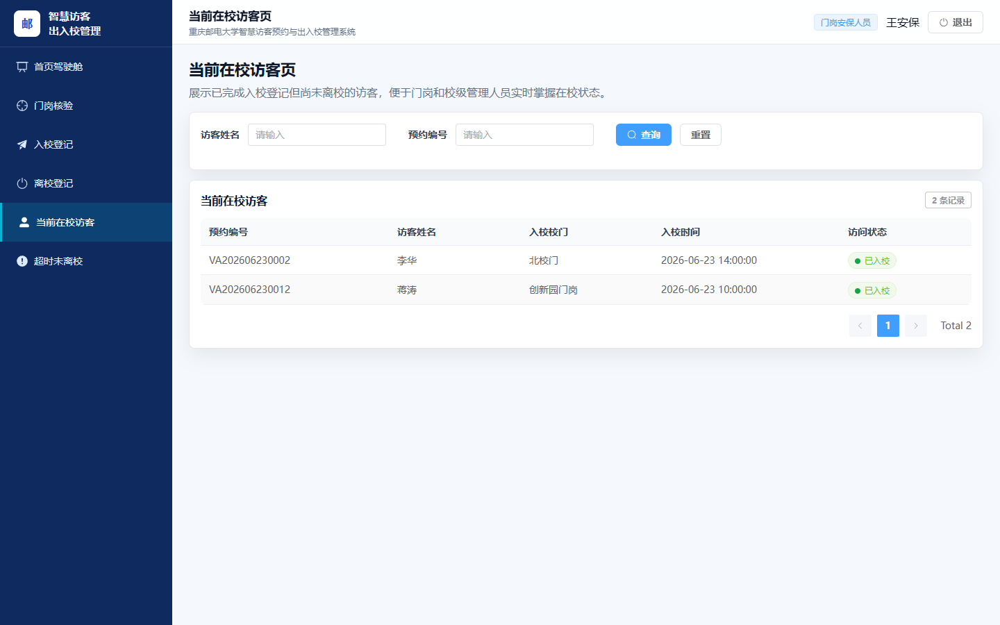 邮
智慧访客
出入校管理
首页驾驶舱
门岗核验
入校登记
离校登记
当前在校访客
超时未离校
当前在校访客页
重庆邮电大学智慧访客预约与出入校管理系统
门岗安保人员 王安保 退出
当前在校访客页
展示已完成入校登记但尚未离校的访客，便于门岗和校级管理人员实时掌握在校状态。
访客姓名 请输入 预约编号 请输入 查询 重置
当前在校访客 2 条记录
预约编号 访客姓名 入校校门 入校时间 访问状态
VA202606230002 李华 北校门 2026-06-23 14:00:00 已入校
VA202606230012 蒋涛 创新园门岗 2026-06-23 10:00:00 已入校
1 Total 2